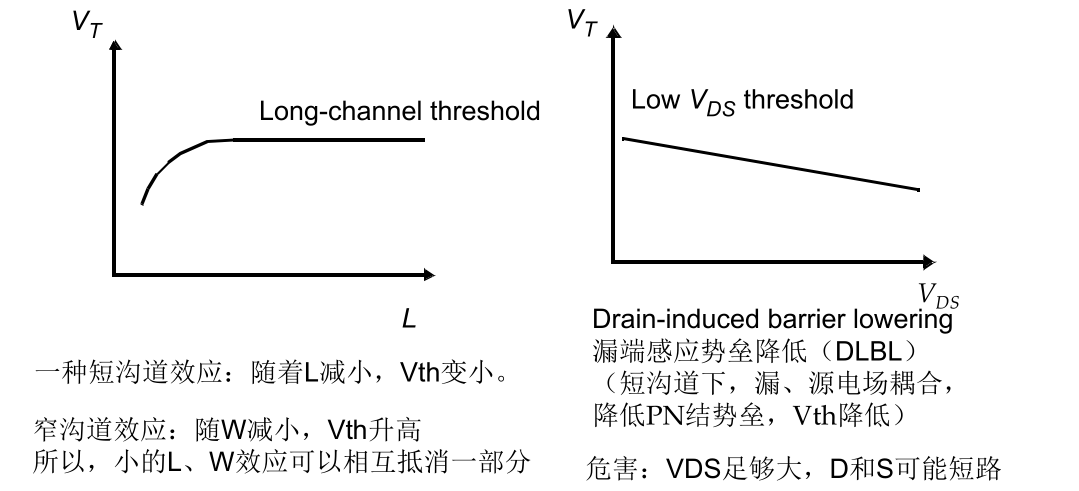 V_T
Long-channel threshold
L
一种短沟道效应：随着L减小，Vth变小。
窄沟道效应：随W减小，Vth升高
所以，小的L、W效应可以相互抵消一部分
V_T
Low V_DS threshold
V_DS
Drain-induced barrier lowering
漏端感应势垒降低（DLBL）
（短沟道下，漏、源电场耦合，
降低PN结势垒，Vth降低）
危害：VDS足够大，D和S可能短路